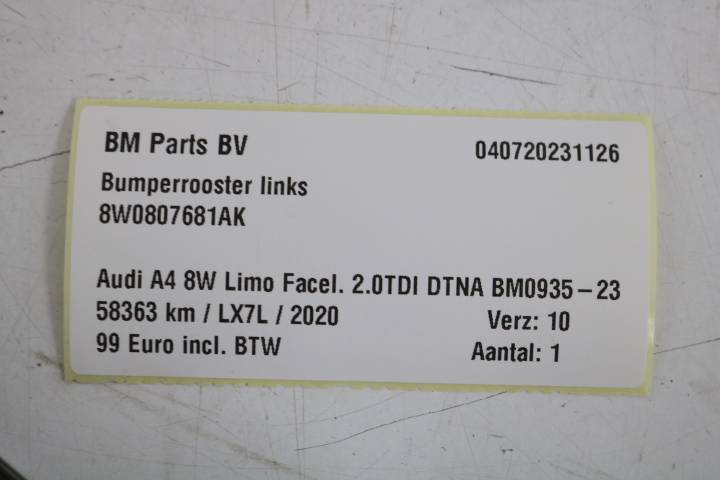 BM Parts BV 040720231126
Bumperrooster links
8W0807681AK
Audi A4 8W Limo Facel. 2.0TDI DTNA BM0935-23
58363 km / LX7L / 2020 Verz: 10
99 Euro incl. BTW Aantal: 1